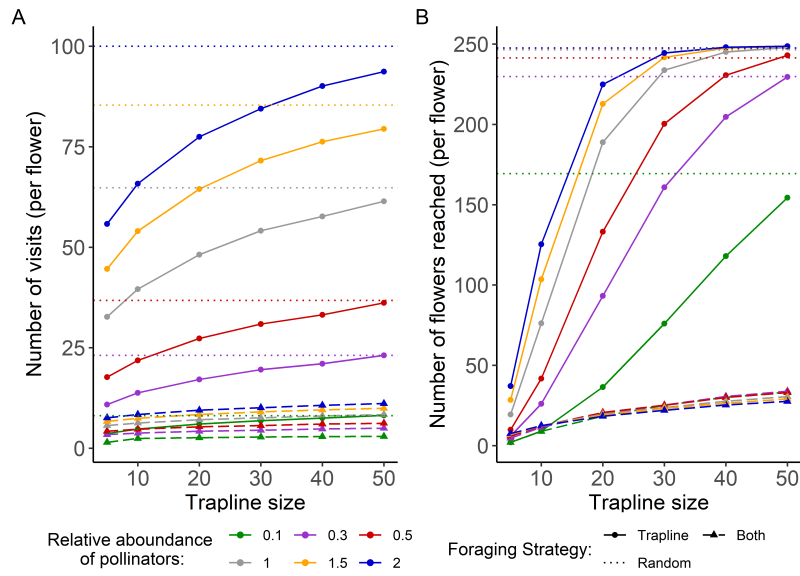 A
B
Number of visits (per flower)
100
75
50
25
0
10
20
30
40
50
Trapline size
Number of flowers reached (per flower)
250
200
150
100
50
0
10
20
30
40
50
Trapline size
Relative aboundance
of pollinators:
0.1
0.3
0.5
1
1.5
2
Foraging Strategy:
Trapline
Both
Random